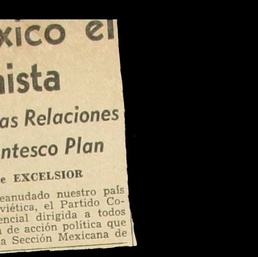 xico el
nista
as Relaciones
ntesco Plan
e EXCELSIOR
eanudado nuestro país
viética, el Partido Co-
encial dirigida a todos
n de acción política que
a Sección Mexicana de